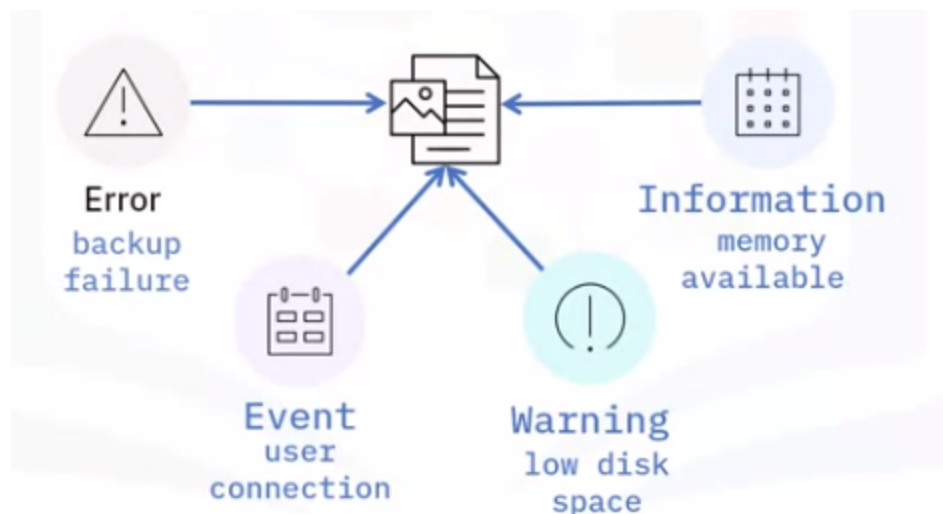 Error
backup
failure
Event
user
connection
Warning
low disk
space
Information
memory
available